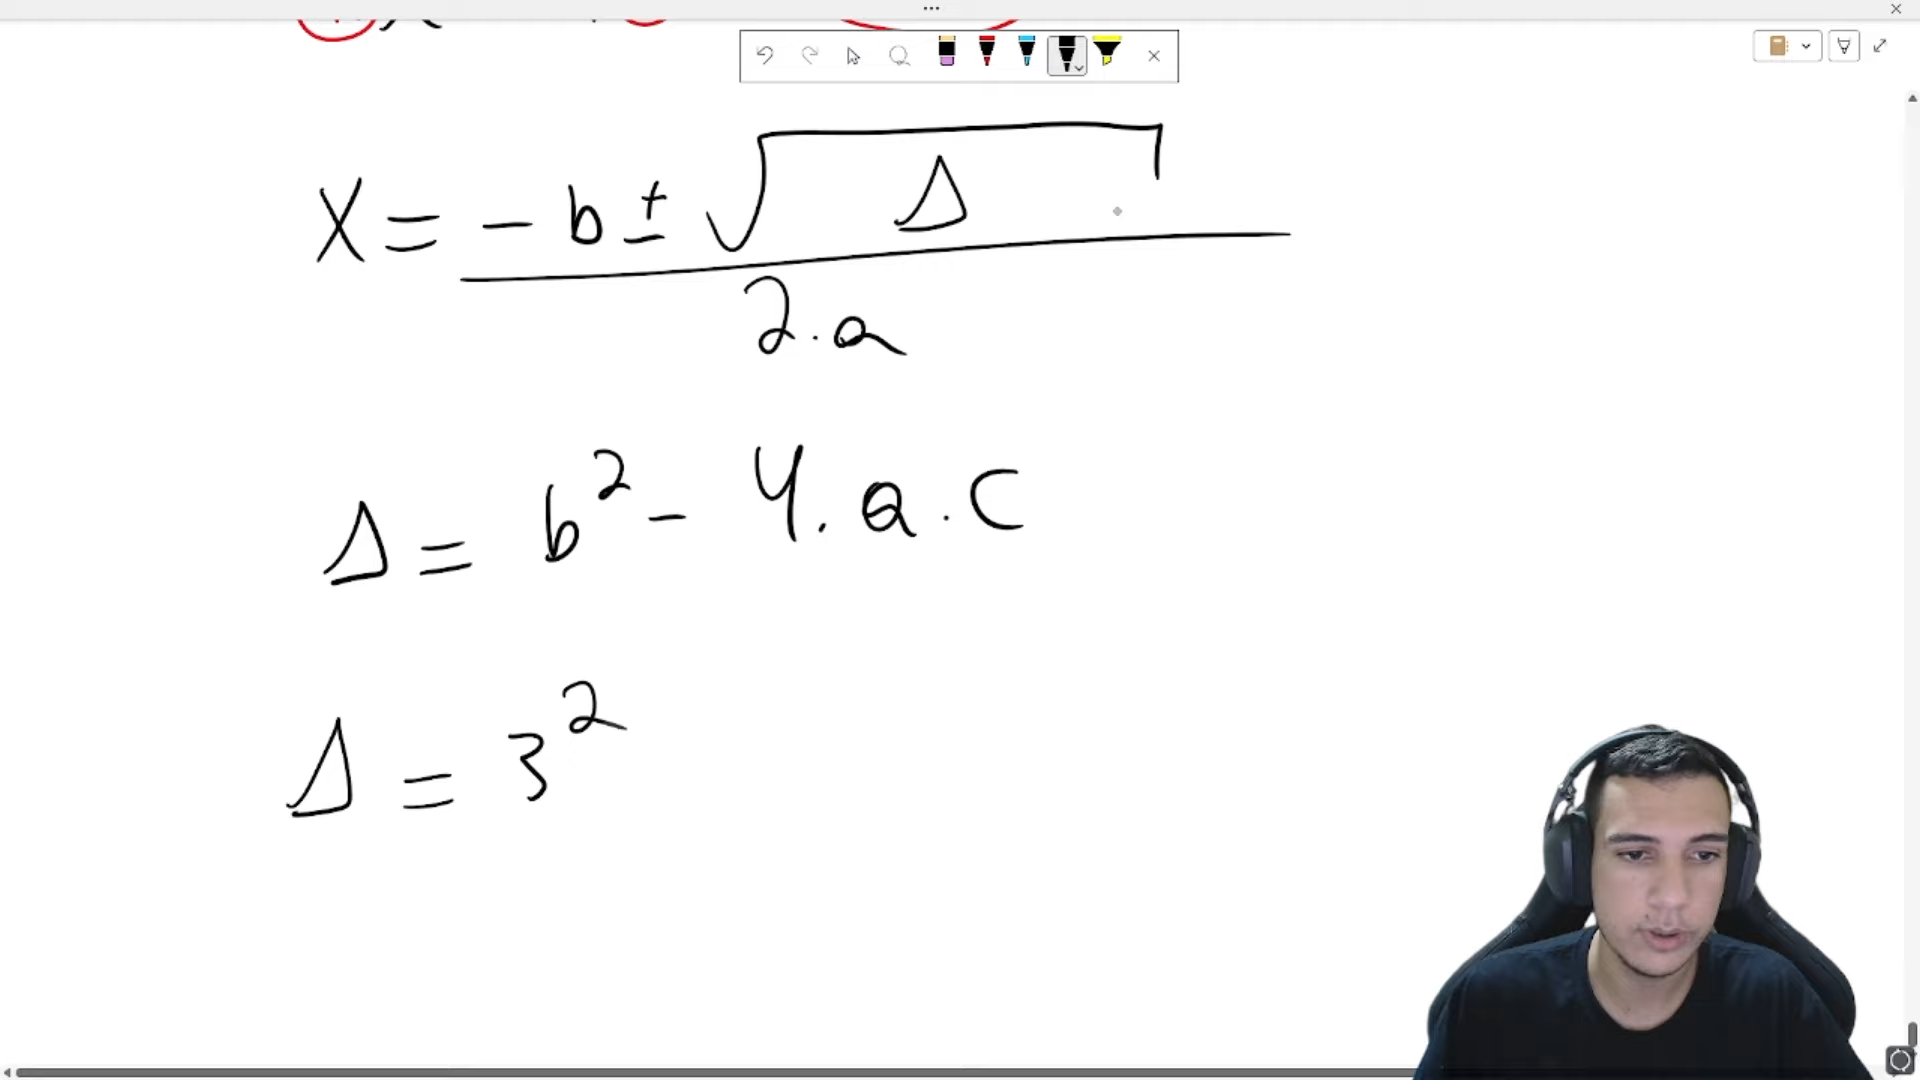 X = - b ± √Δ
2.a
Δ = b² - 4.a.c
Δ = 3²